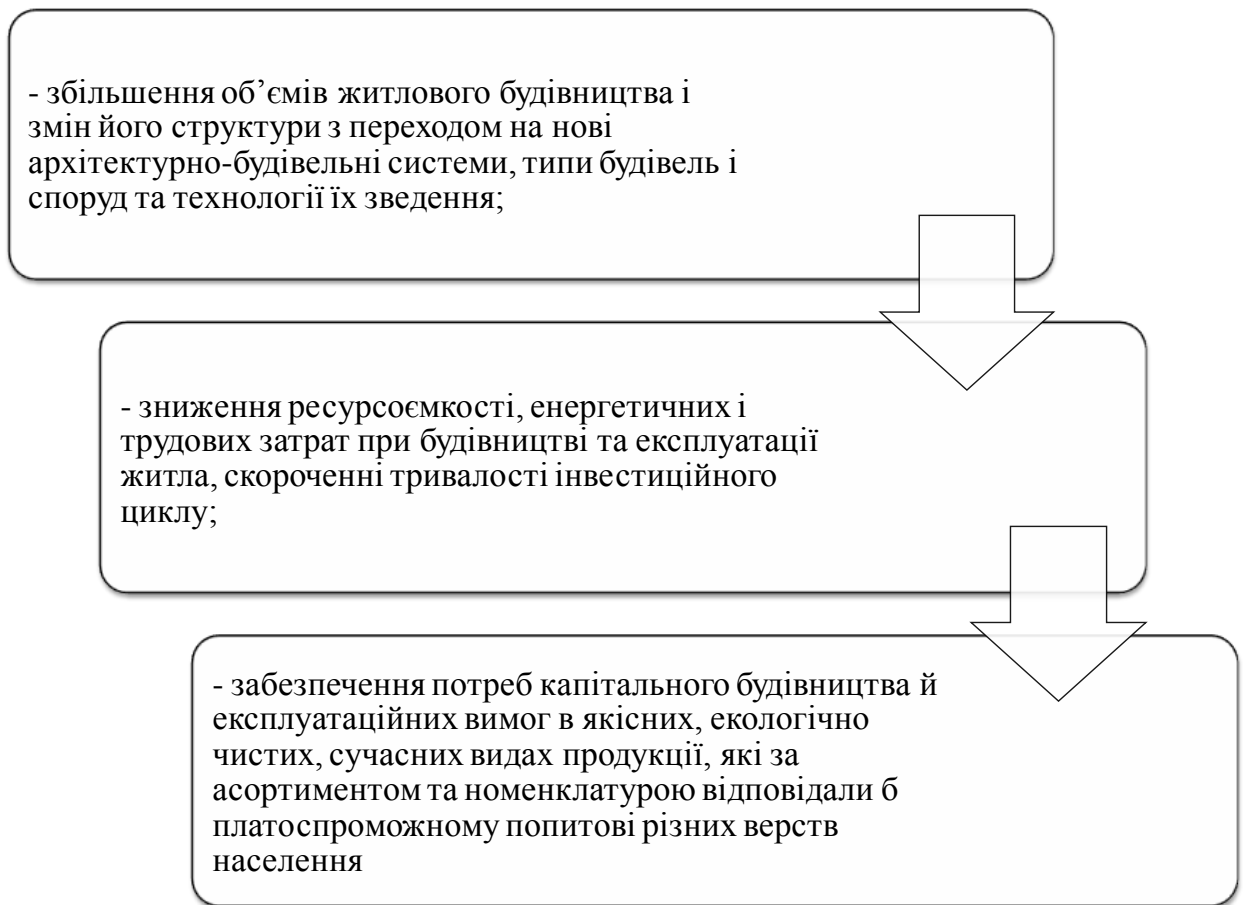 - збільшення об’ємів житлового будівництва і
змін його структури з переходом на нові
архітектурно-будівельні системи, типи будівель і
споруд та технології їх зведення;
- зниження ресурсоємкості, енергетичних і
трудових затрат при будівництві та експлуатації
житла, скороченні тривалості інвестиційного
циклу;
- забезпечення потреб капітального будівництва й
експлуатаційних вимог в якісних, екологічно
чистих, сучасних видах продукції, які за
асортиментом та номенклатурою відповідали б
платоспроможному попитові різних верств
населення